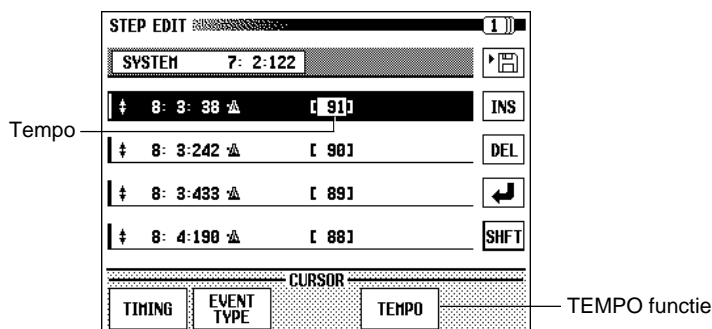 STEP EDIT 1
SYSTEM 7: 2:122
8: 3: 38 [ 91] INS
Tempo
8: 3:242 [ 90] DEL
8: 3:433 [ 89]
8: 4:190 [ 88] SHFT
CURSOR
TIMING EVENT TYPE TEMPO TEMPO functie